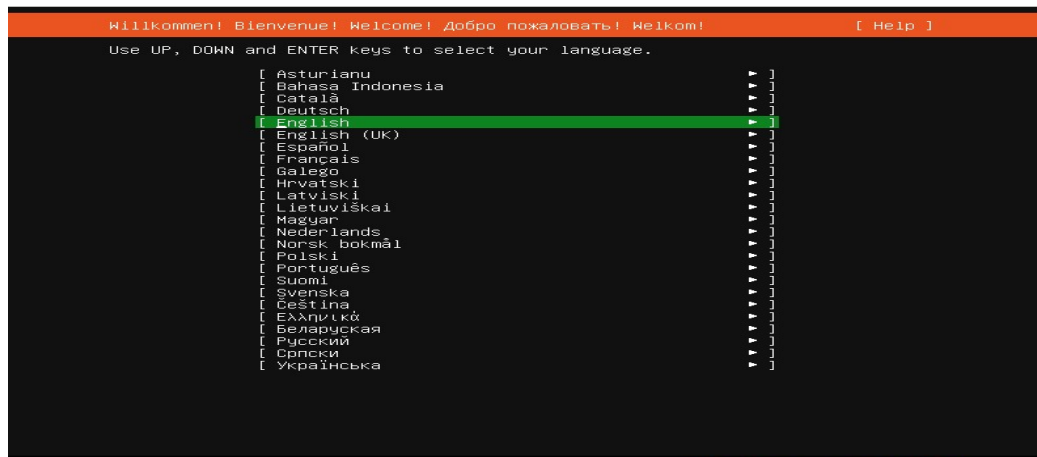 Willkommen! Bienvenue! Welcome! Добро пожаловать! Welkom! [ Help ]
Use UP, DOWN and ENTER keys to select your language.
[ Asturianu ► ]
[ Bahasa Indonesia ► ]
[ Català ► ]
[ Deutsch ► ]
[ English ► ]
[ English (UK) ► ]
[ Español ► ]
[ Français ► ]
[ Galego ► ]
[ Hrvatski ► ]
[ Latviski ► ]
[ Lietuviškai ► ]
[ Magyar ► ]
[ Nederlands ► ]
[ Norsk bokmål ► ]
[ Polski ► ]
[ Português ► ]
[ Suomi ► ]
[ Svenska ► ]
[ Čeština ► ]
[ Ελληνικά ► ]
[ Беларуская ► ]
[ Русский ► ]
[ Српски ► ]
[ Українська ► ]